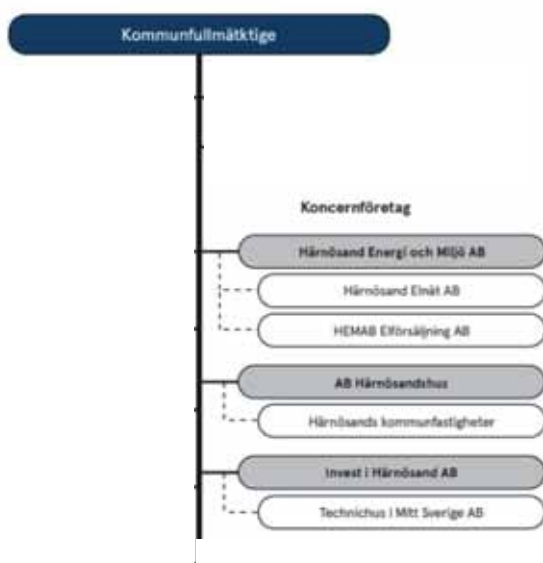 Kommunfullmätktige
Koncernföretag
Härnösand Energi och Miljö AB
Härnösand Elnät AB
HEMAB Elförsäljning AB
AB Härnösandshus
Härnösands kommunfastigheter
Invest i Härnösand AB
Technichus i Mitt Sverige AB